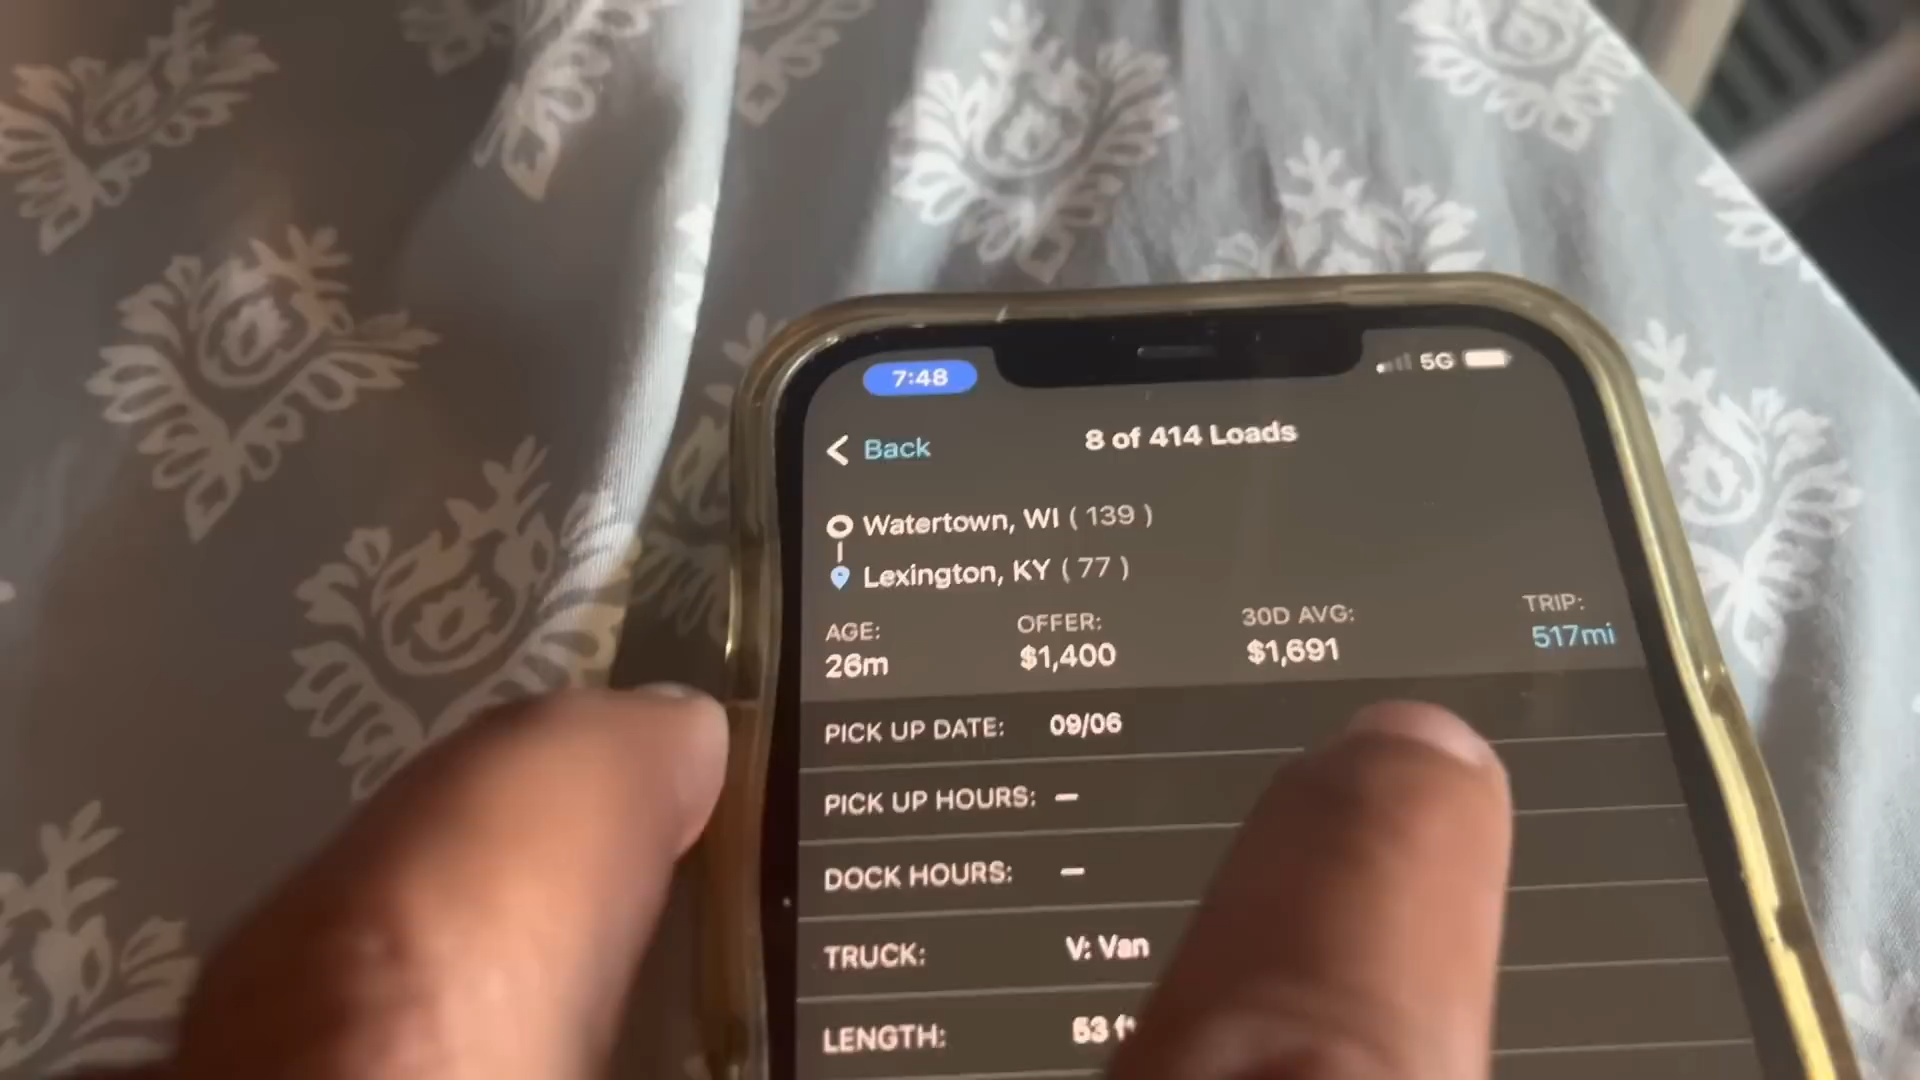 7:48
5G
Back
8 of 414 Loads
Watertown, WI ( 139 )
Lexington, KY ( 77 )
AGE: OFFER: 30D AVG: TRIP:
26m $1,400 $1,691 517mi
PICK UP DATE: 09/06
PICK UP HOURS: —
DOCK HOURS: —
TRUCK: V: Van
LENGTH: 53